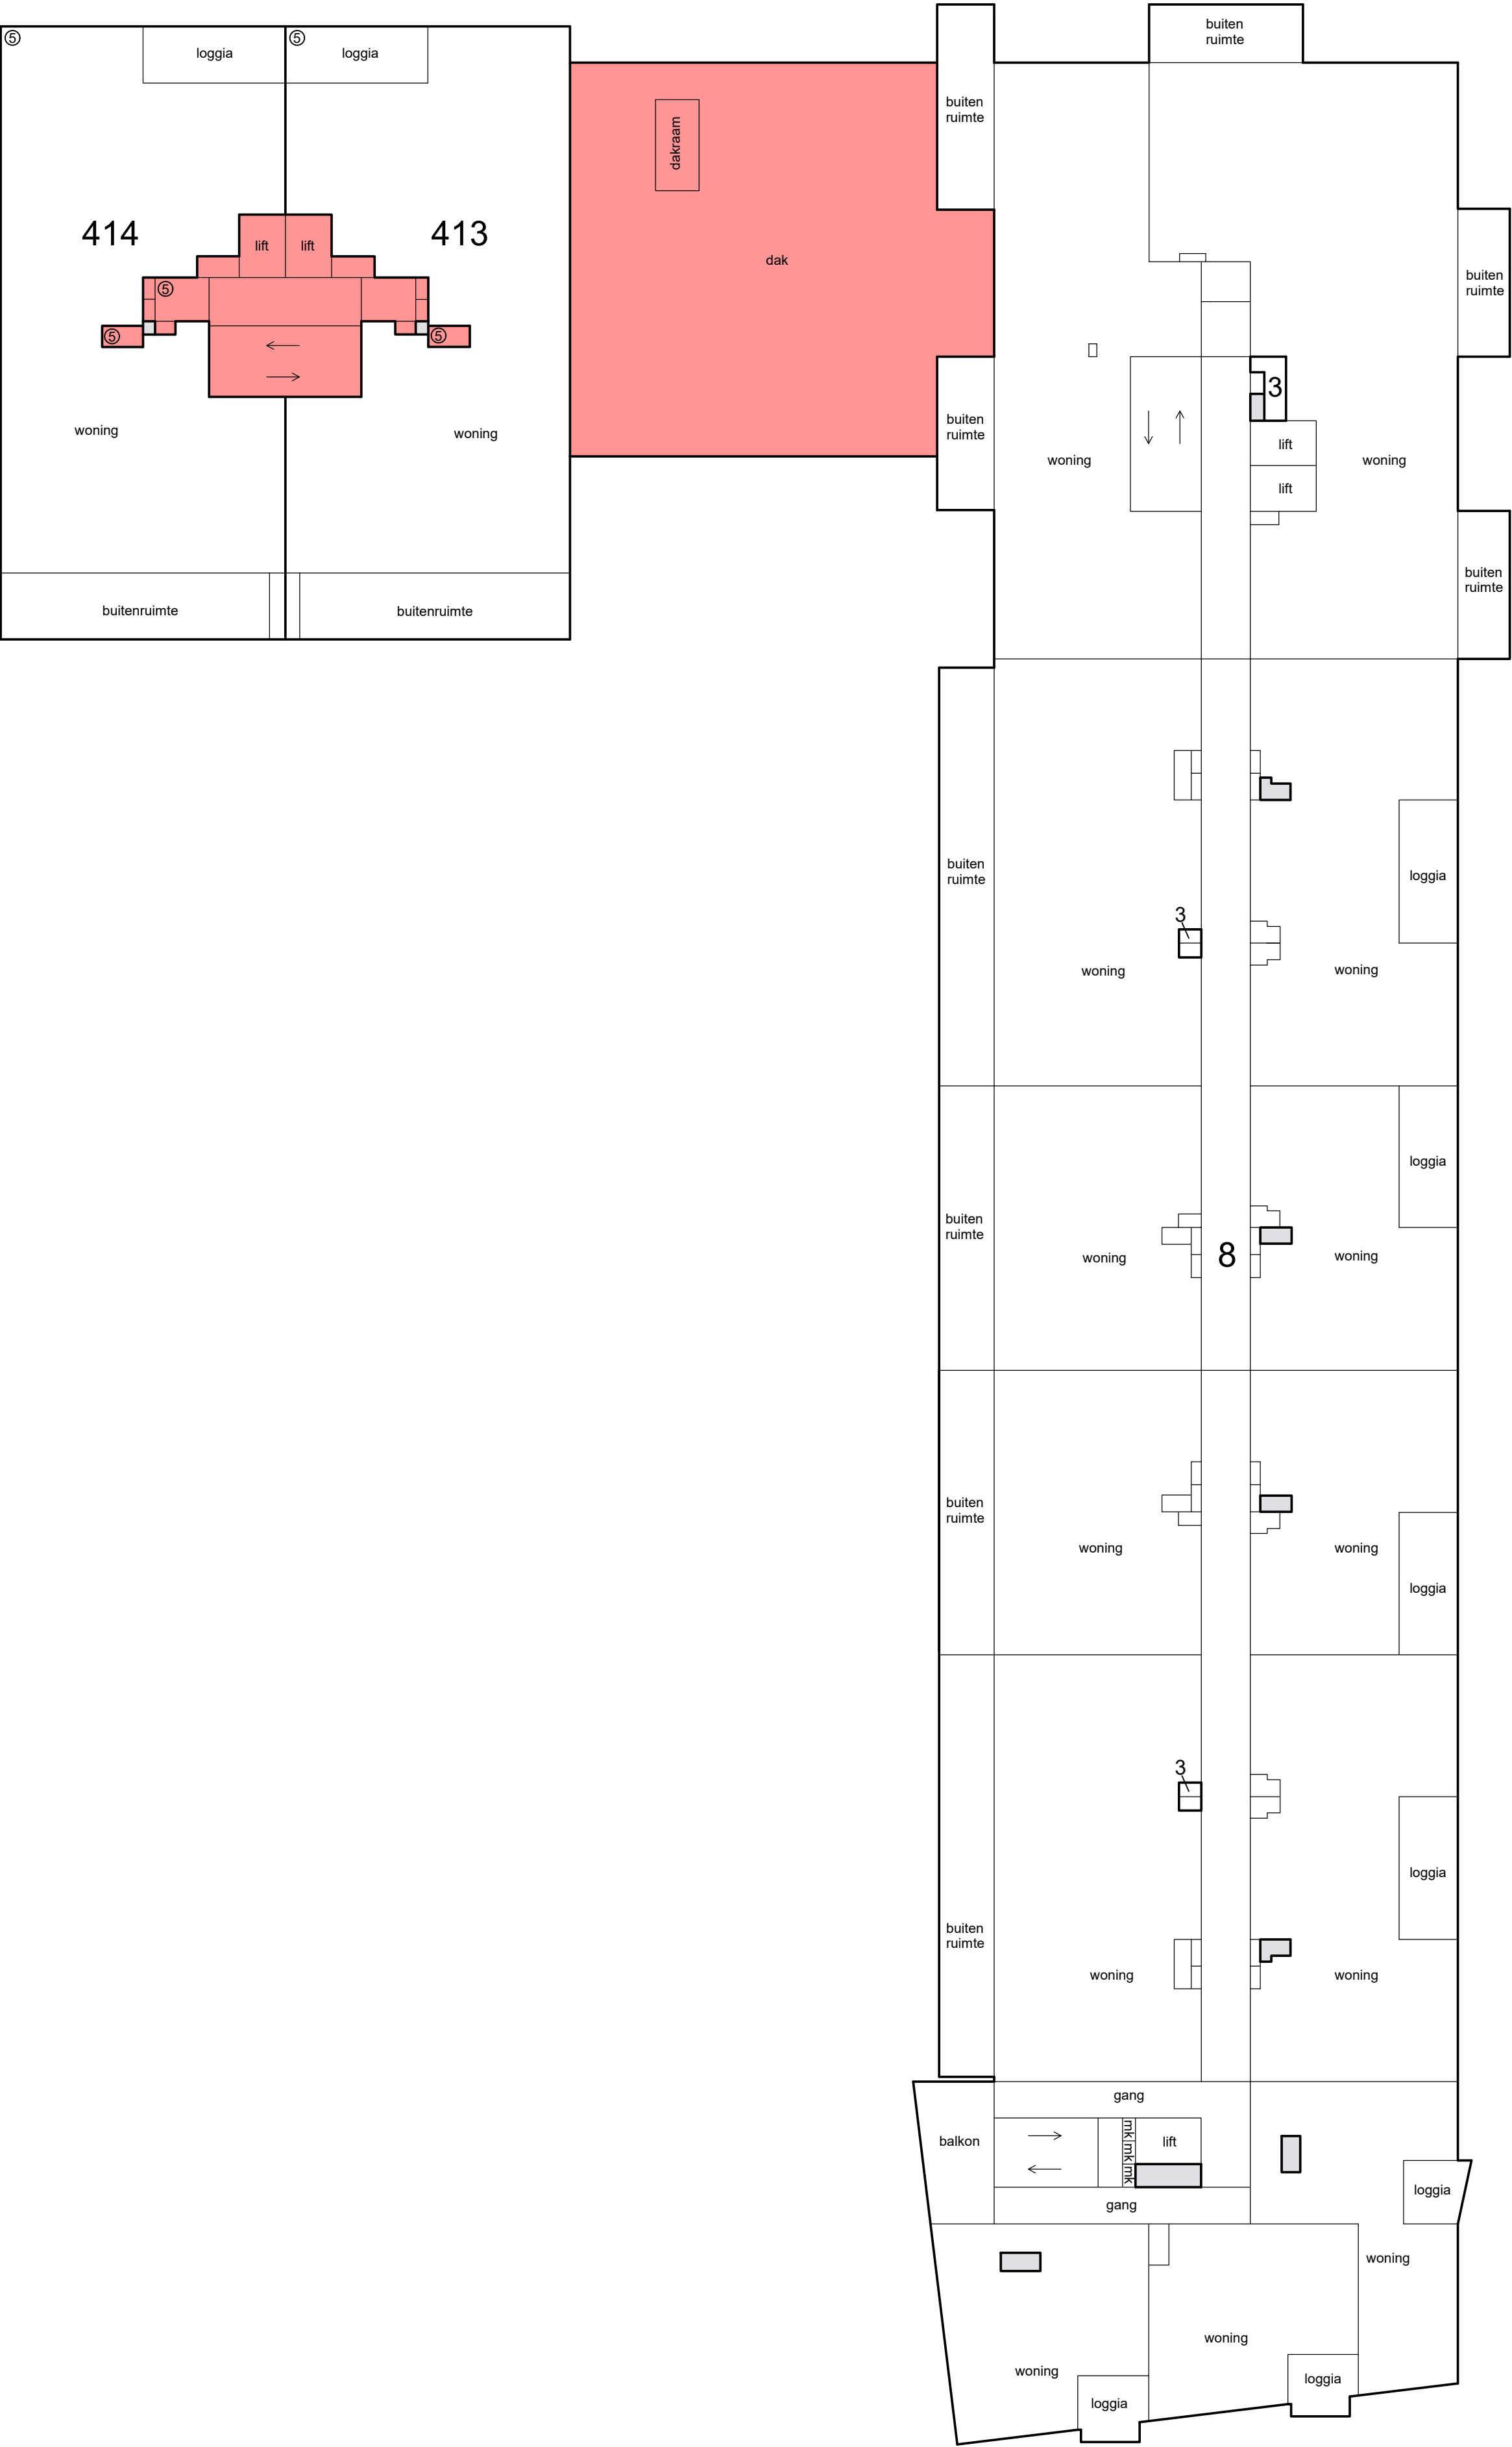 ⑤
loggia
⑤
loggia
414
413
lift
lift
⑤
⑤
⑤
woning
woning
buitenruimte
buitenruimte
dakraam
dak
buiten
ruimte
buiten
ruimte
buiten
ruimte
buiten
ruimte
3
lift
lift
woning
woning
buiten
ruimte
buiten
ruimte
loggia
3
woning
woning
loggia
buiten
ruimte
8
woning
woning
buiten
ruimte
woning
woning
loggia
3
loggia
buiten
ruimte
woning
woning
gang
balkon
mk
mk
mk
lift
gang
loggia
woning
woning
woning
loggia
loggia